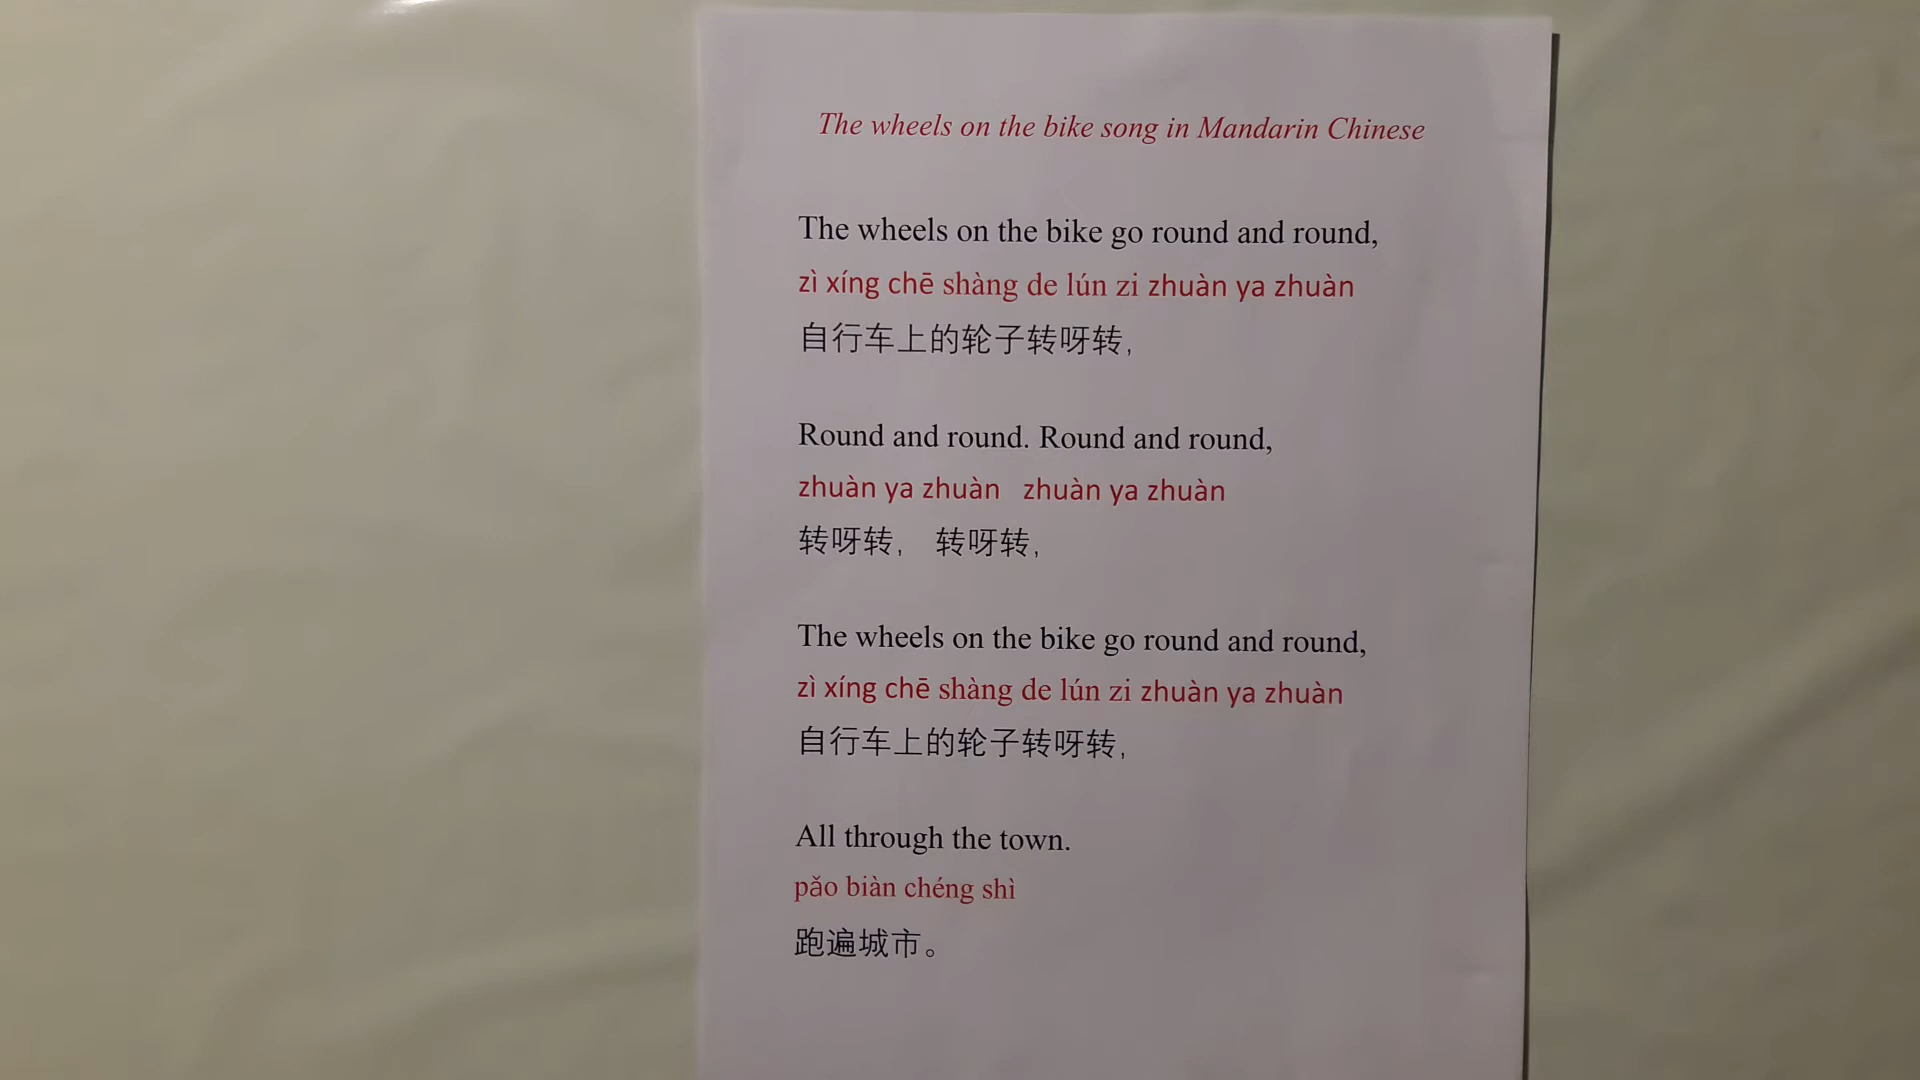 The wheels on the bike song in Mandarin Chinese
The wheels on the bike go round and round,
zì xíng chē shàng de lún zi zhuàn ya zhuàn
自行车上的轮子转呀转,
Round and round. Round and round,
zhuàn ya zhuàn   zhuàn ya zhuàn
转呀转,   转呀转,
The wheels on the bike go round and round,
zì xíng chē shàng de lún zi zhuàn ya zhuàn
自行车上的轮子转呀转,
All through the town.
pǎo biàn chéng shì
跑遍城市。